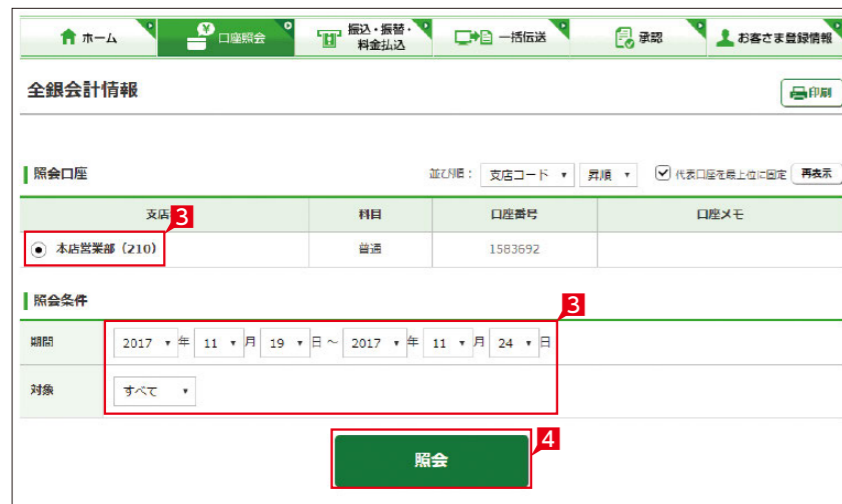 ホーム
口座照会
振込・振替・
料金払込
一括伝送
承認
お客さま登録情報
全銀会計情報
印刷
照会口座
並び順： 支店コード 昇順 代表口座を最上位に固定 再表示
支店 3 科目 口座番号 口座メモ
本店営業部（210） 普通 1583692
照会条件
3
期間 2017 年 11 月 19 日 ～ 2017 年 11 月 24 日
対象 すべて
4
照会